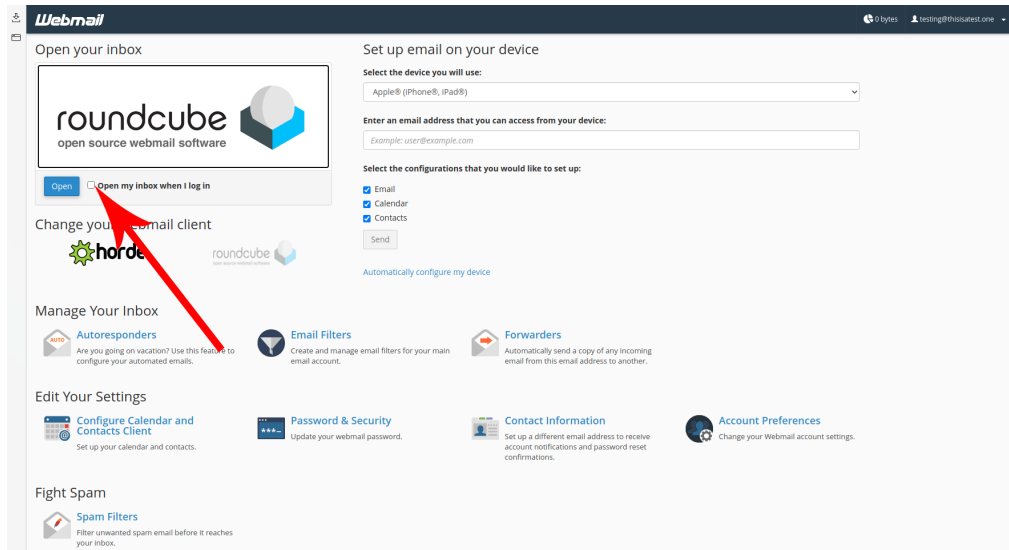 Webmail
0 bytes
testing@thisisatest.one
Open your inbox
roundcube
open source webmail software
Open
Open my inbox when I log in
Change your webmail client
horde
roundcube
open source webmail software
Set up email on your device
Select the device you will use:
Apple® (iPhone®, iPad®)
Enter an email address that you can access from your device:
Example: user@example.com
Select the configurations that you would like to set up:
Email
Calendar
Contacts
Send
Automatically configure my device
Manage Your Inbox
AUTO
Autoresponders
Are you going on vacation? Use this feature to
configure your automated emails.
Email Filters
Create and manage email filters for your main
email account.
Forwarders
Automatically send a copy of any incoming
email from this email address to another.
Edit Your Settings
Configure Calendar and
Contacts Client
Set up your calendar and contacts.
Password & Security
Update your webmail password.
Contact Information
Set up a different email address to receive
account notifications and password reset
confirmations.
Account Preferences
Change your Webmail account settings.
Fight Spam
Spam Filters
Filter unwanted spam email before it reaches
your inbox.